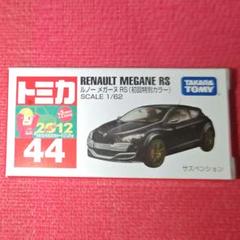 トミカ
RENAULT MEGANE RS
ルノー メガーヌ RS(初回特別カラー)
SCALE 1/62
TAKARA
TOMY
2012
44
サスペンション